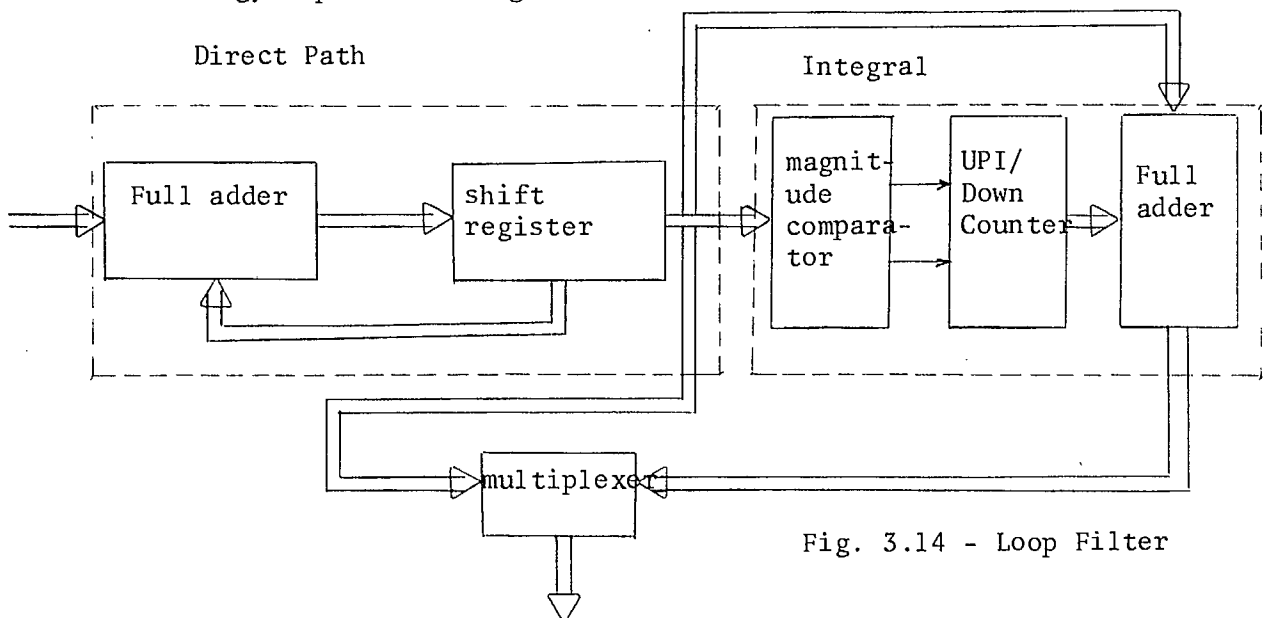 Direct Path
Integral
Full adder
shift
register
magnit-
ude
compara-
tor
UPI/
Down
Counter
Full
adder
multiplexer
Fig. 3.14 - Loop Filter